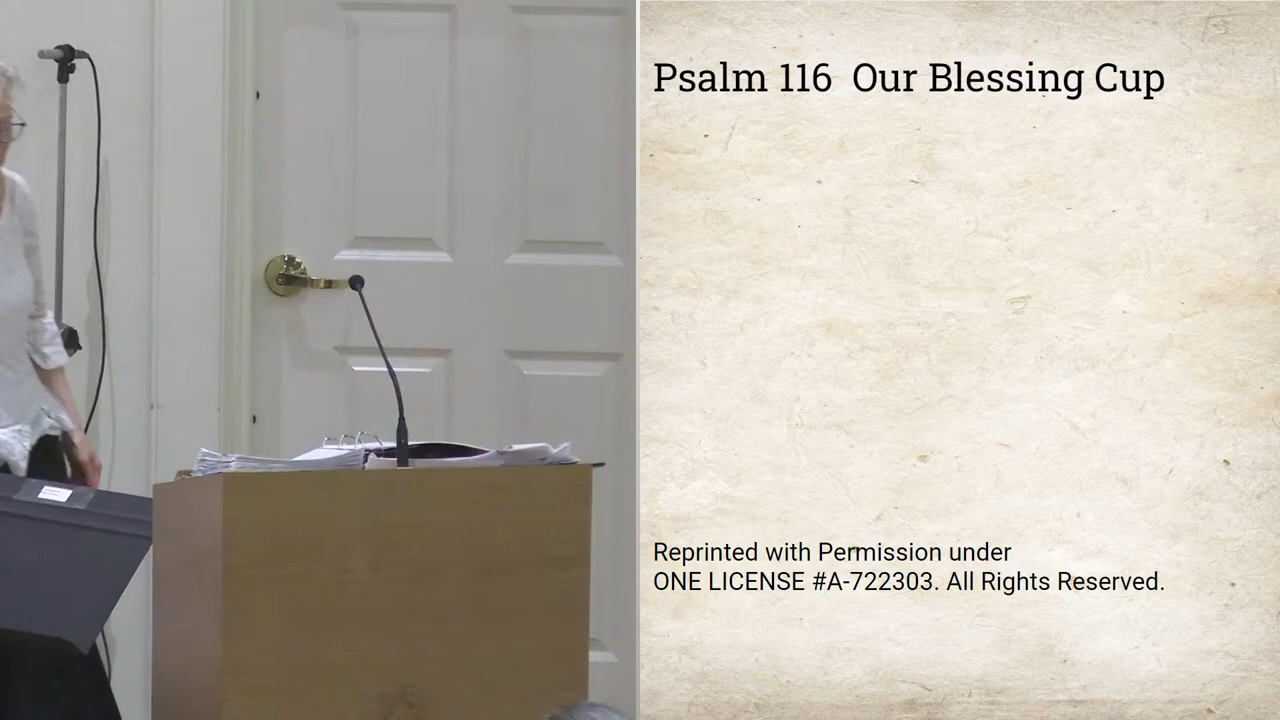 Psalm 116  Our Blessing Cup
Reprinted with Permission under
ONE LICENSE #A-722303. All Rights Reserved.